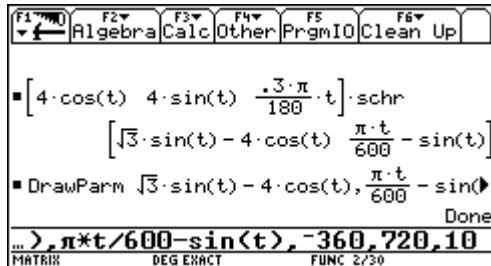 F1 F2 F3 F4 F5 F6
Algebra Calc Other PrgmIO Clean Up
[4·cos(t) 4·sin(t) .3·π/180·t]·schr
[√3·sin(t)-4·cos(t) π·t/600-sin(t)]
DrawParm √3·sin(t)-4·cos(t),π·t/600-sin(
Done
…),π*t/600-sin(t),⁻360,720,10
MATRIX DEG EXACT FUNC 2/30